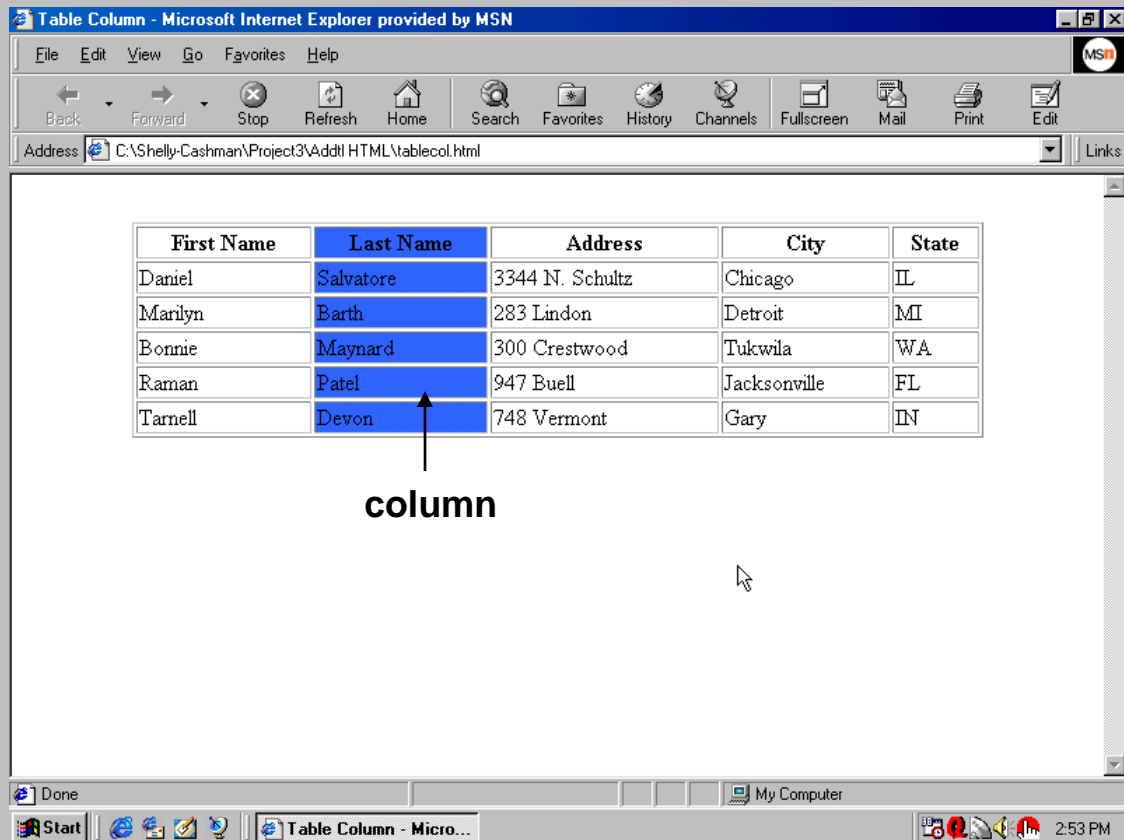 Table Column - Microsoft Internet Explorer provided by MSN
File Edit View Go Favorites Help
msn
Back Forward Stop Refresh Home Search Favorites History Channels Fullscreen Mail Print Edit
Address C:\Shelly-Cashman\Project3\Addtl HTML\tablecol.html Links
First Name Last Name Address City State
Daniel Salvatore 3344 N. Schultz Chicago IL
Marilyn Barth 283 Lindon Detroit MI
Bonnie Maynard 300 Crestwood Tukwila WA
Raman Patel 947 Buell Jacksonville FL
Tarnell Devon 748 Vermont Gary IN
column
Done My Computer
Start Table Column - Micro... 2:53 PM